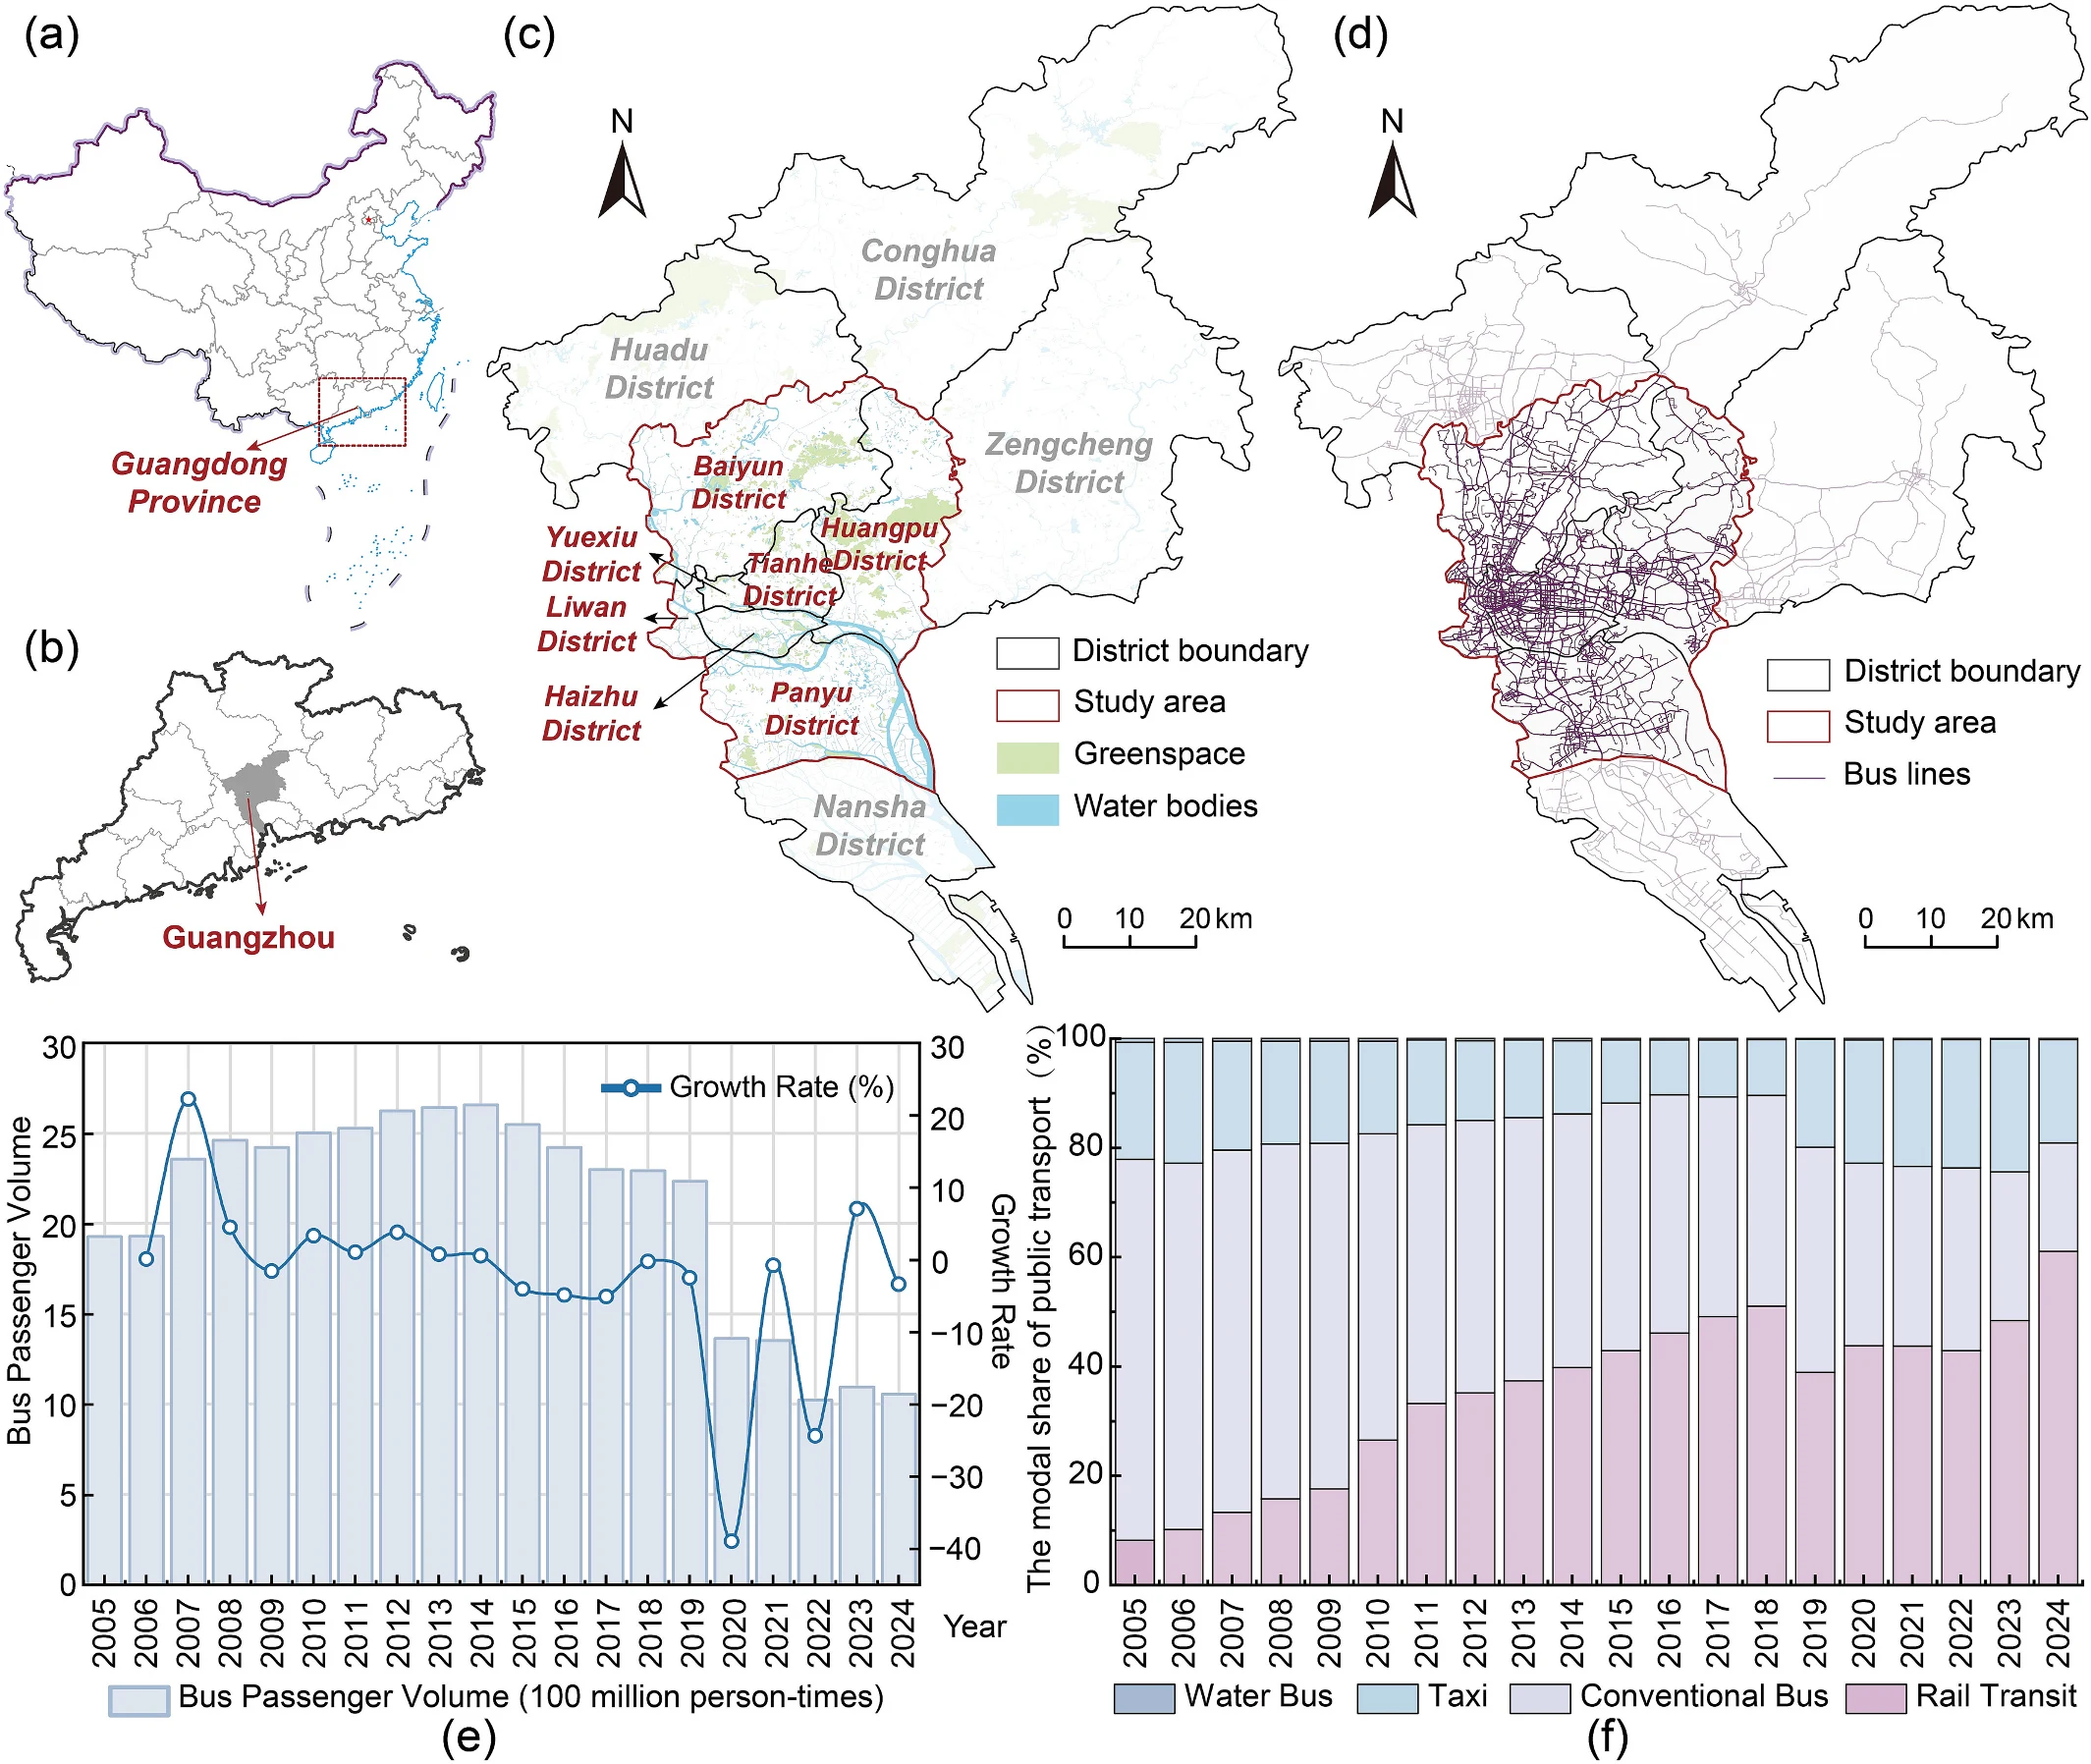 (a)
Guangdong
Province
(b)
Guangzhou
(c)
N
Conghua
District
Huadu
District
Zengcheng
District
Baiyun
District
Huangpu
District
Tianhe
District
Yuexiu
District
Liwan
District
Haizhu
District
Panyu
District
Nansha
District
District boundary
Study area
Greenspace
Water bodies
0 10 20 km
(d)
N
District boundary
Study area
Bus lines
0 10 20 km
Bus Passenger Volume
30
25
20
15
10
5
0
Growth Rate (%)
30
20
10
0
−10
−20
−30
−40
Growth Rate
2005 2006 2007 2008 2009 2010 2011 2012 2013 2014 2015 2016 2017 2018 2019 2020 2021 2022 2023 2024
Year
Bus Passenger Volume (100 million person-times)
(e)
The modal share of public transport (%)
100
80
60
40
20
0
2005 2006 2007 2008 2009 2010 2011 2012 2013 2014 2015 2016 2017 2018 2019 2020 2021 2022 2023 2024
Water Bus Taxi Conventional Bus Rail Transit
(f)